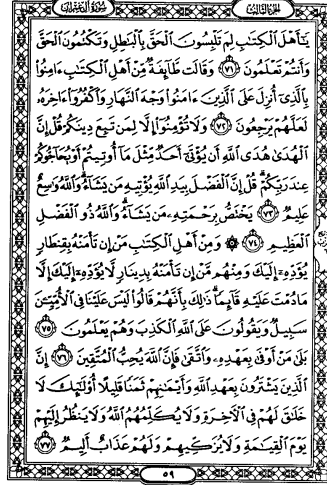 الجزء الثالث سورة آل عمران
يَٰٓأَهْلَ ٱلْكِتَٰبِ لِمَ تَلْبِسُونَ ٱلْحَقَّ بِٱلْبَٰطِلِ وَتَكْتُمُونَ ٱلْحَقَّ
وَأَنتُمْ تَعْلَمُونَ ۝٧١ وَقَالَت طَّآئِفَةٌ مِّنْ أَهْلِ ٱلْكِتَٰبِ ءَامِنُوا۟
بِٱلَّذِىٓ أُنزِلَ عَلَى ٱلَّذِينَ ءَامَنُوا۟ وَجْهَ ٱلنَّهَارِ وَٱكْفُرُوٓا۟ ءَاخِرَهُۥ
لَعَلَّهُمْ يَرْجِعُونَ ۝٧٢ وَلَا تُؤْمِنُوٓا۟ إِلَّا لِمَن تَبِعَ دِينَكُمْ قُلْ إِنَّ
ٱلْهُدَىٰ هُدَى ٱللَّهِ أَن يُؤْتَىٰٓ أَحَدٌ مِّثْلَ مَآ أُوتِيتُمْ أَوْ يُحَآجُّوكُمْ
عِندَ رَبِّكُمْ ۗ قُلْ إِنَّ ٱلْفَضْلَ بِيَدِ ٱللَّهِ يُؤْتِيهِ مَن يَشَآءُ ۗ وَٱللَّهُ وَٰسِعٌ
عَلِيمٌ ۝٧٣ يَخْتَصُّ بِرَحْمَتِهِۦ مَن يَشَآءُ ۗ وَٱللَّهُ ذُو ٱلْفَضْلِ
ٱلْعَظِيمِ ۝٧٤ ۞ وَمِنْ أَهْلِ ٱلْكِتَٰبِ مَنْ إِن تَأْمَنْهُ بِقِنطَارٍ
يُؤَدِّهِۦٓ إِلَيْكَ وَمِنْهُم مَّنْ إِن تَأْمَنْهُ بِدِينَارٍ لَّا يُؤَدِّهِۦٓ إِلَيْكَ إِلَّا
مَا دُمْتَ عَلَيْهِ قَآئِمًا ۗ ذَٰلِكَ بِأَنَّهُمْ قَالُوا۟ لَيْسَ عَلَيْنَا فِى ٱلْأُمِّيِّۦنَ
سَبِيلٌ وَيَقُولُونَ عَلَى ٱللَّهِ ٱلْكَذِبَ وَهُمْ يَعْلَمُونَ ۝٧٥
بَلَىٰ مَنْ أَوْفَىٰ بِعَهْدِهِۦ وَٱتَّقَىٰ فَإِنَّ ٱللَّهَ يُحِبُّ ٱلْمُتَّقِينَ ۝٧٦ إِنَّ
ٱلَّذِينَ يَشْتَرُونَ بِعَهْدِ ٱللَّهِ وَأَيْمَٰنِهِمْ ثَمَنًا قَلِيلًا أُو۟لَٰٓئِكَ لَا
خَلَٰقَ لَهُمْ فِى ٱلْءَاخِرَةِ وَلَا يُكَلِّمُهُمُ ٱللَّهُ وَلَا يَنظُرُ إِلَيْهِمْ
يَوْمَ ٱلْقِيَٰمَةِ وَلَا يُزَكِّيهِمْ وَلَهُمْ عَذَابٌ أَلِيمٌ ۝٧٧
٥٩